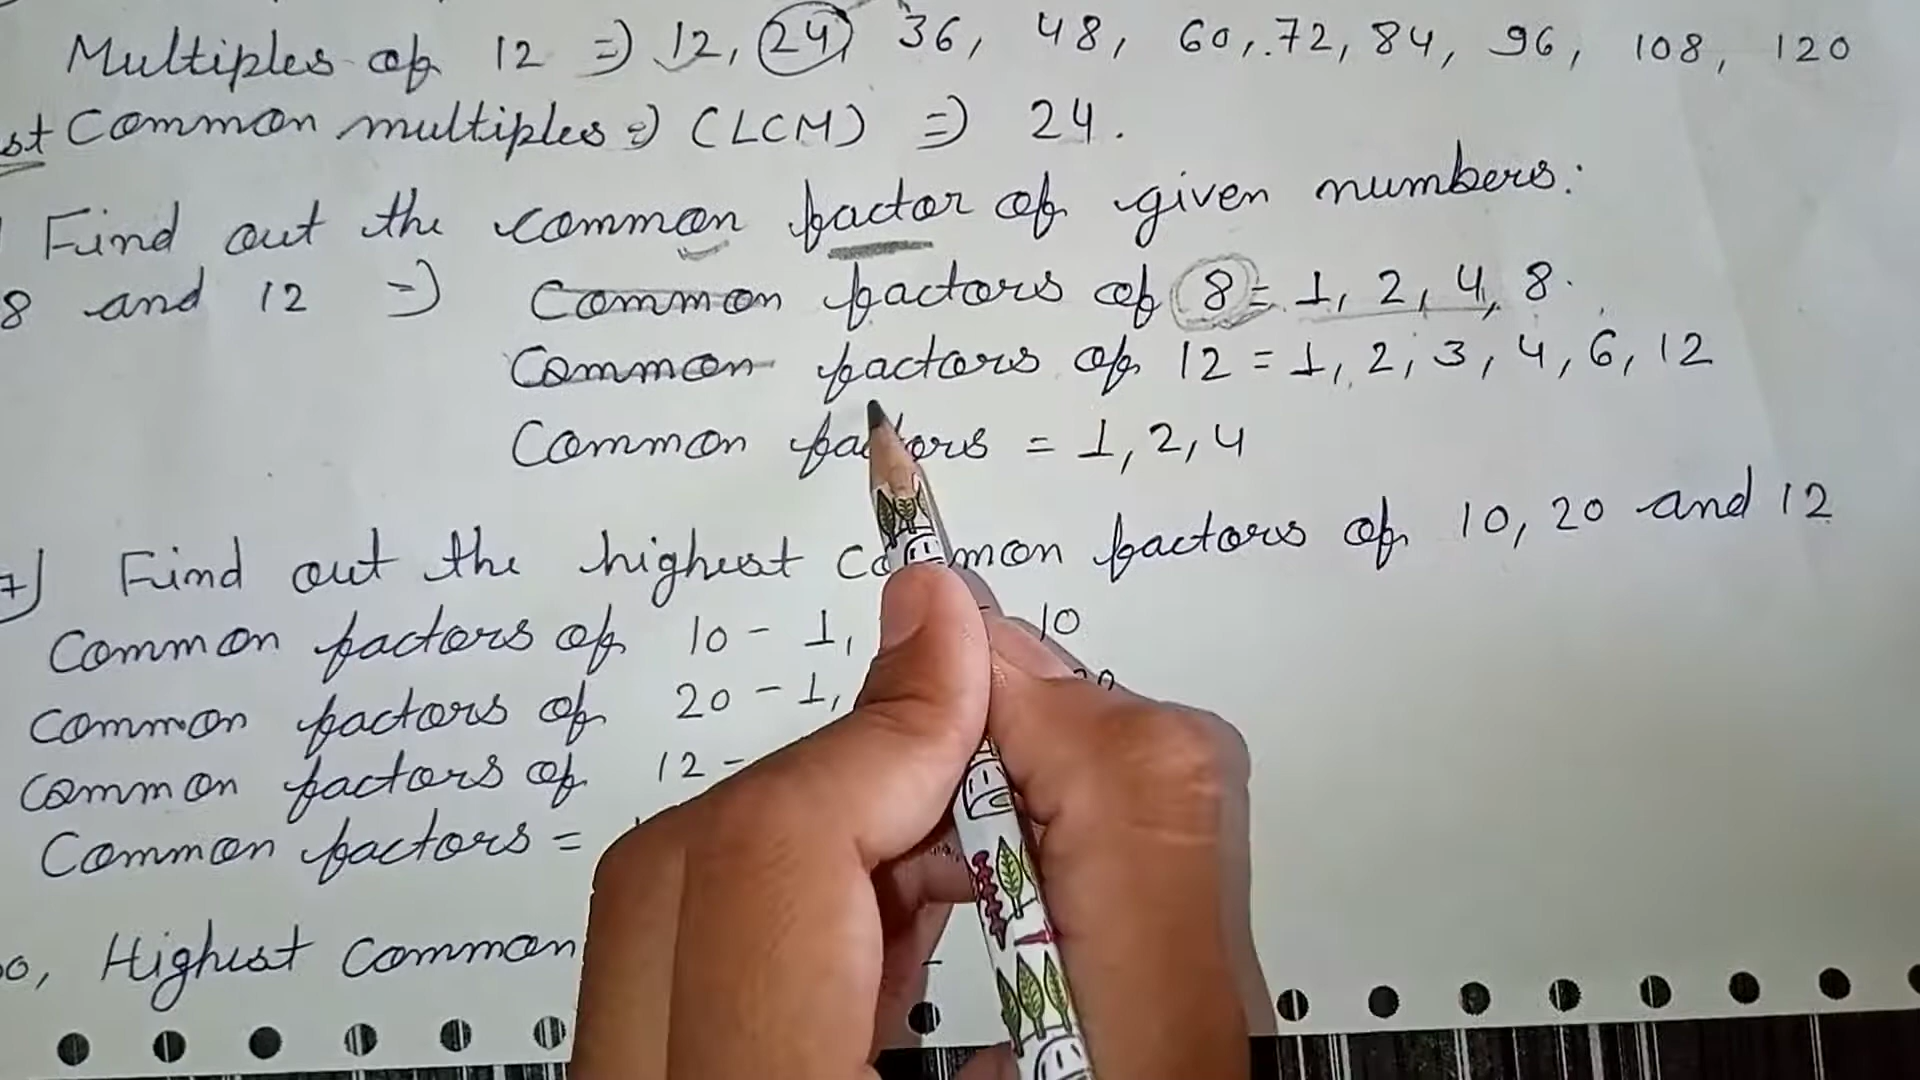 Multiples of 12 => 12, 24, 36, 48, 60, 72, 84, 96, 108, 120
st Common multiples => (LCM) => 24.
Find out the common factor of given numbers:
8 and 12 => Common factors of 8 = 1, 2, 4, 8.
Common factors of 12 = 1, 2, 3, 4, 6, 12
Common factors = 1, 2, 4
7) Find out the highest common factors of 10, 20 and 12
Common factors of 10 - 1, 10
Common factors of 20 - 1, 20
Common factors of 12 -
Common factors =
Highest Common